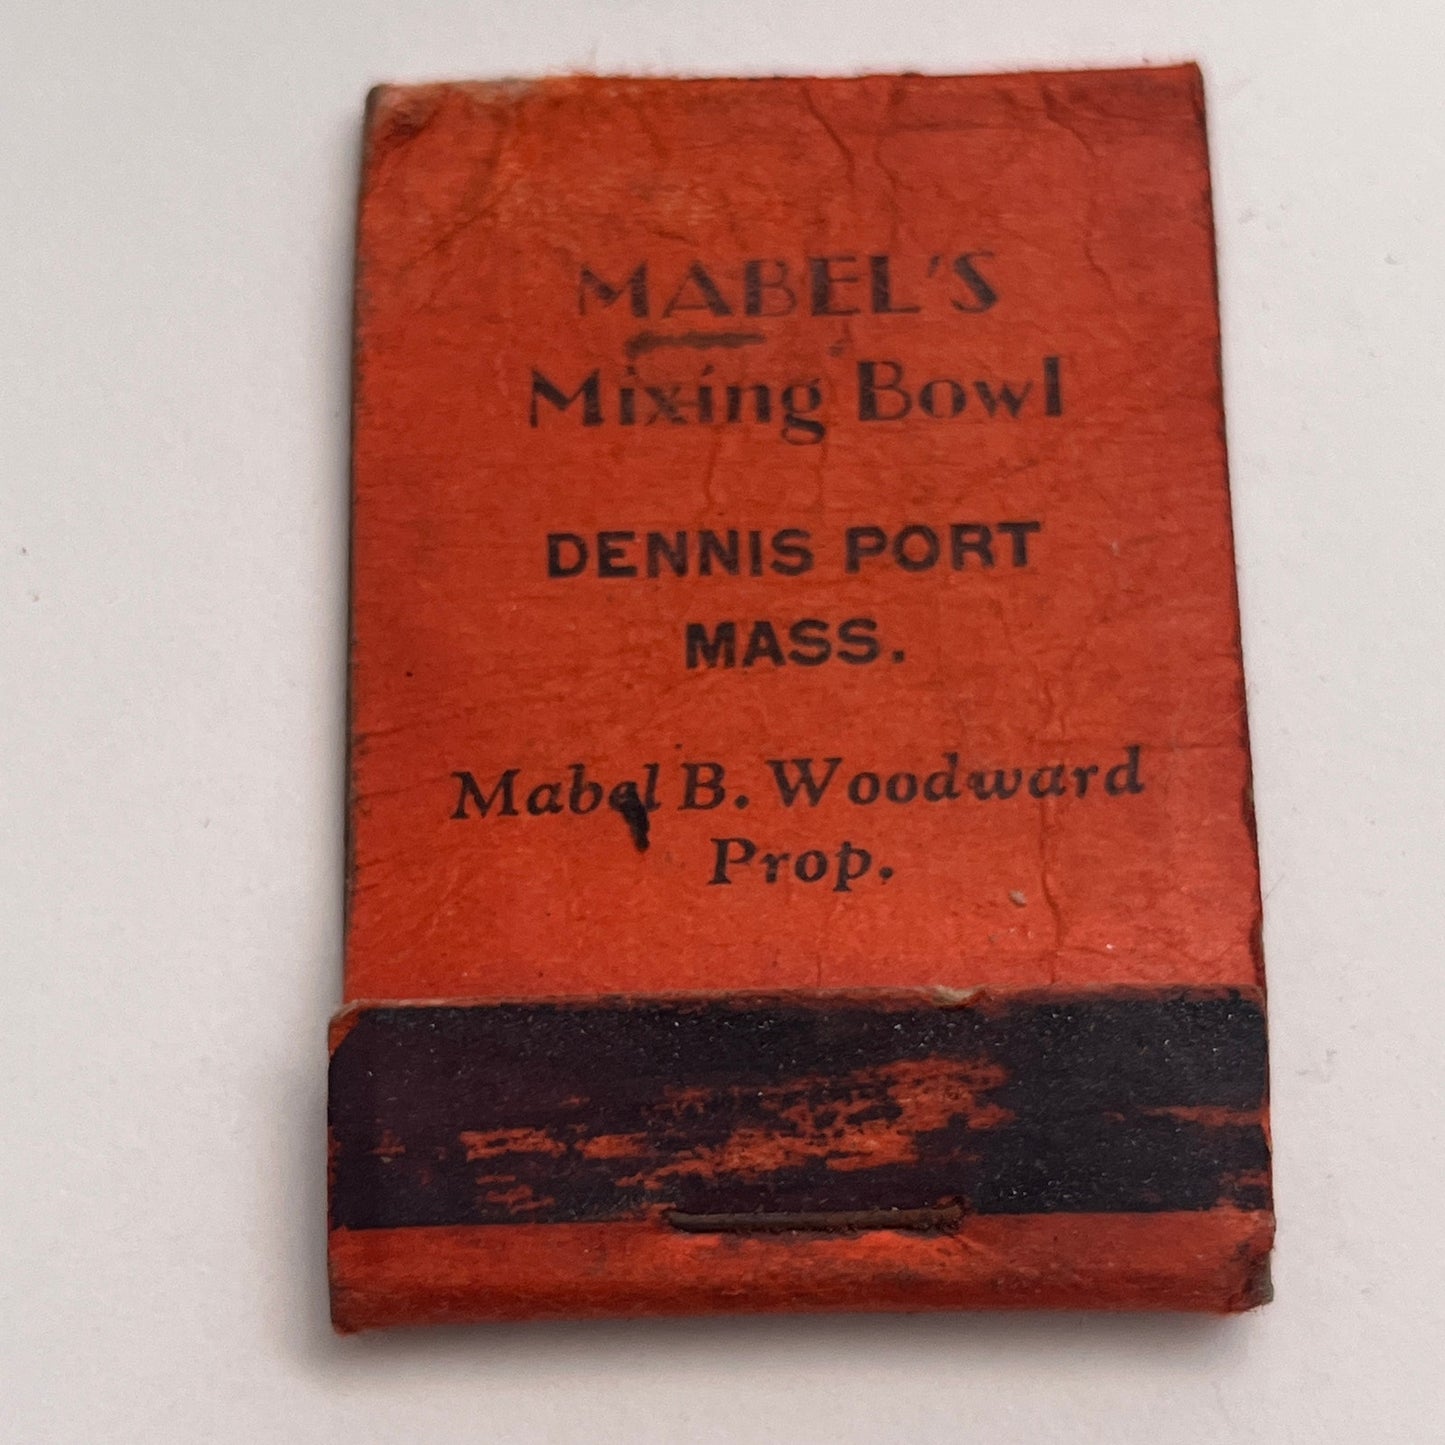 MABEL'S
Mixing Bowl
DENNIS PORT
MASS.
Mabel B. Woodward
Prop.